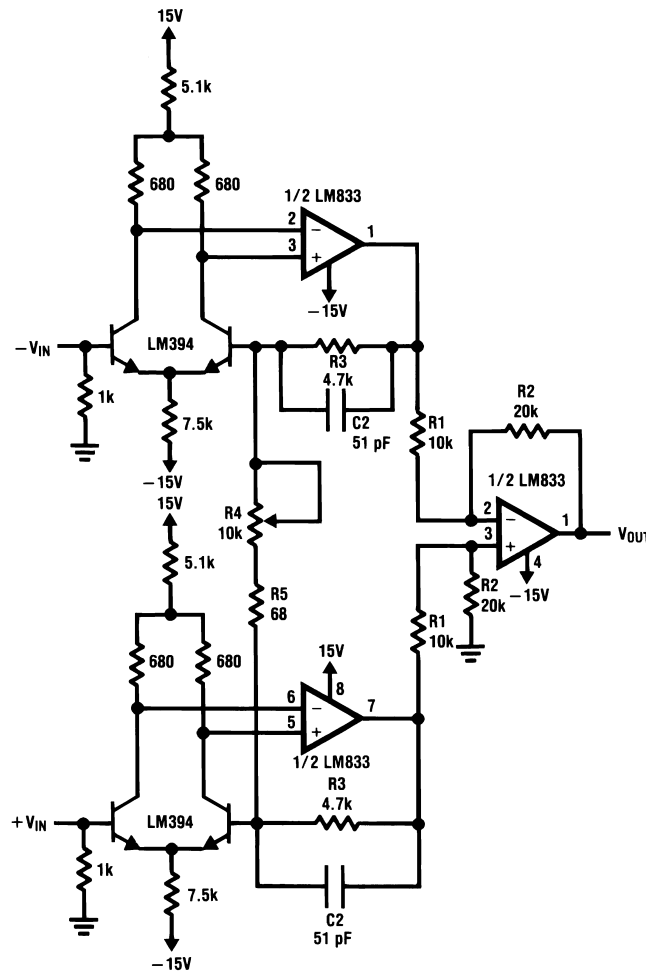 15V
5.1k
680
680
1/2 LM833
2
−
1
3
+
−15V
−VIN
LM394
R3
4.7k
1k
C2
51 pF
7.5k
−15V
R1
10k
R2
20k
1/2 LM833
2
−
1
VOUT
3
+
4
−15V
R2
20k
15V
5.1k
R4
10k
R5
68
R1
10k
680
680
15V
8
6
−
7
5
+
1/2 LM833
R3
4.7k
+VIN
LM394
1k
7.5k
C2
51 pF
−15V